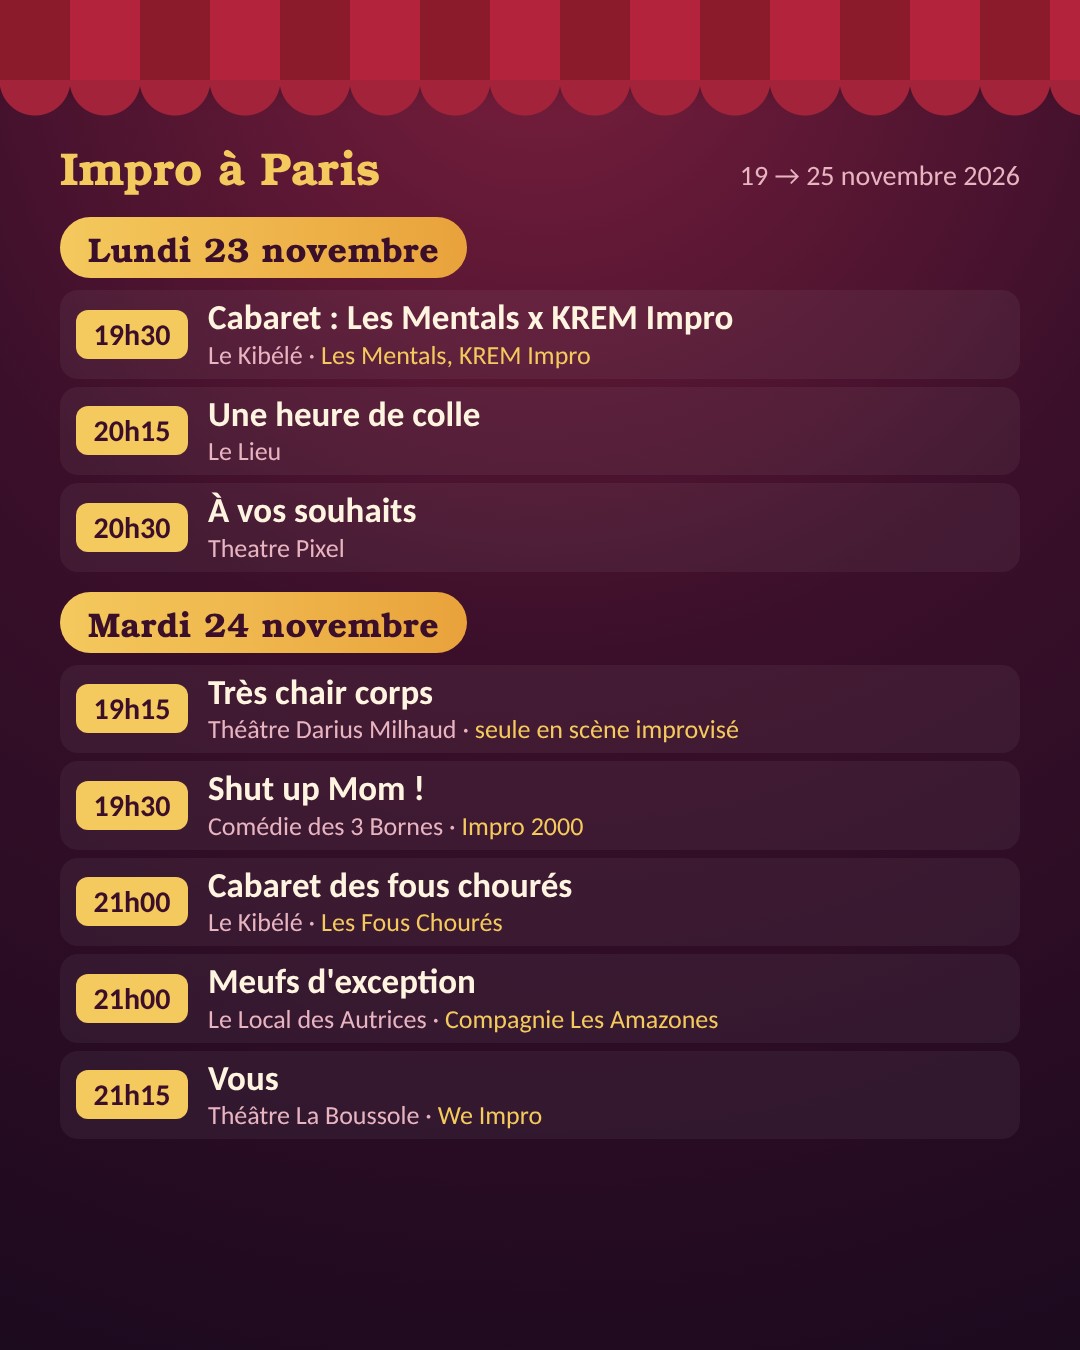 Impro à Paris
19 → 25 novembre 2026
Lundi 23 novembre
19h30
Cabaret : Les Mentals x KREM Impro
Le Kibélé · Les Mentals, KREM Impro
20h15
Une heure de colle
Le Lieu
20h30
À vos souhaits
Theatre Pixel
Mardi 24 novembre
19h15
Très chair corps
Théâtre Darius Milhaud · seule en scène improvisé
19h30
Shut up Mom !
Comédie des 3 Bornes · Impro 2000
21h00
Cabaret des fous chourés
Le Kibélé · Les Fous Chourés
21h00
Meufs d'exception
Le Local des Autrices · Compagnie Les Amazones
21h15
Vous
Théâtre La Boussole · We Impro